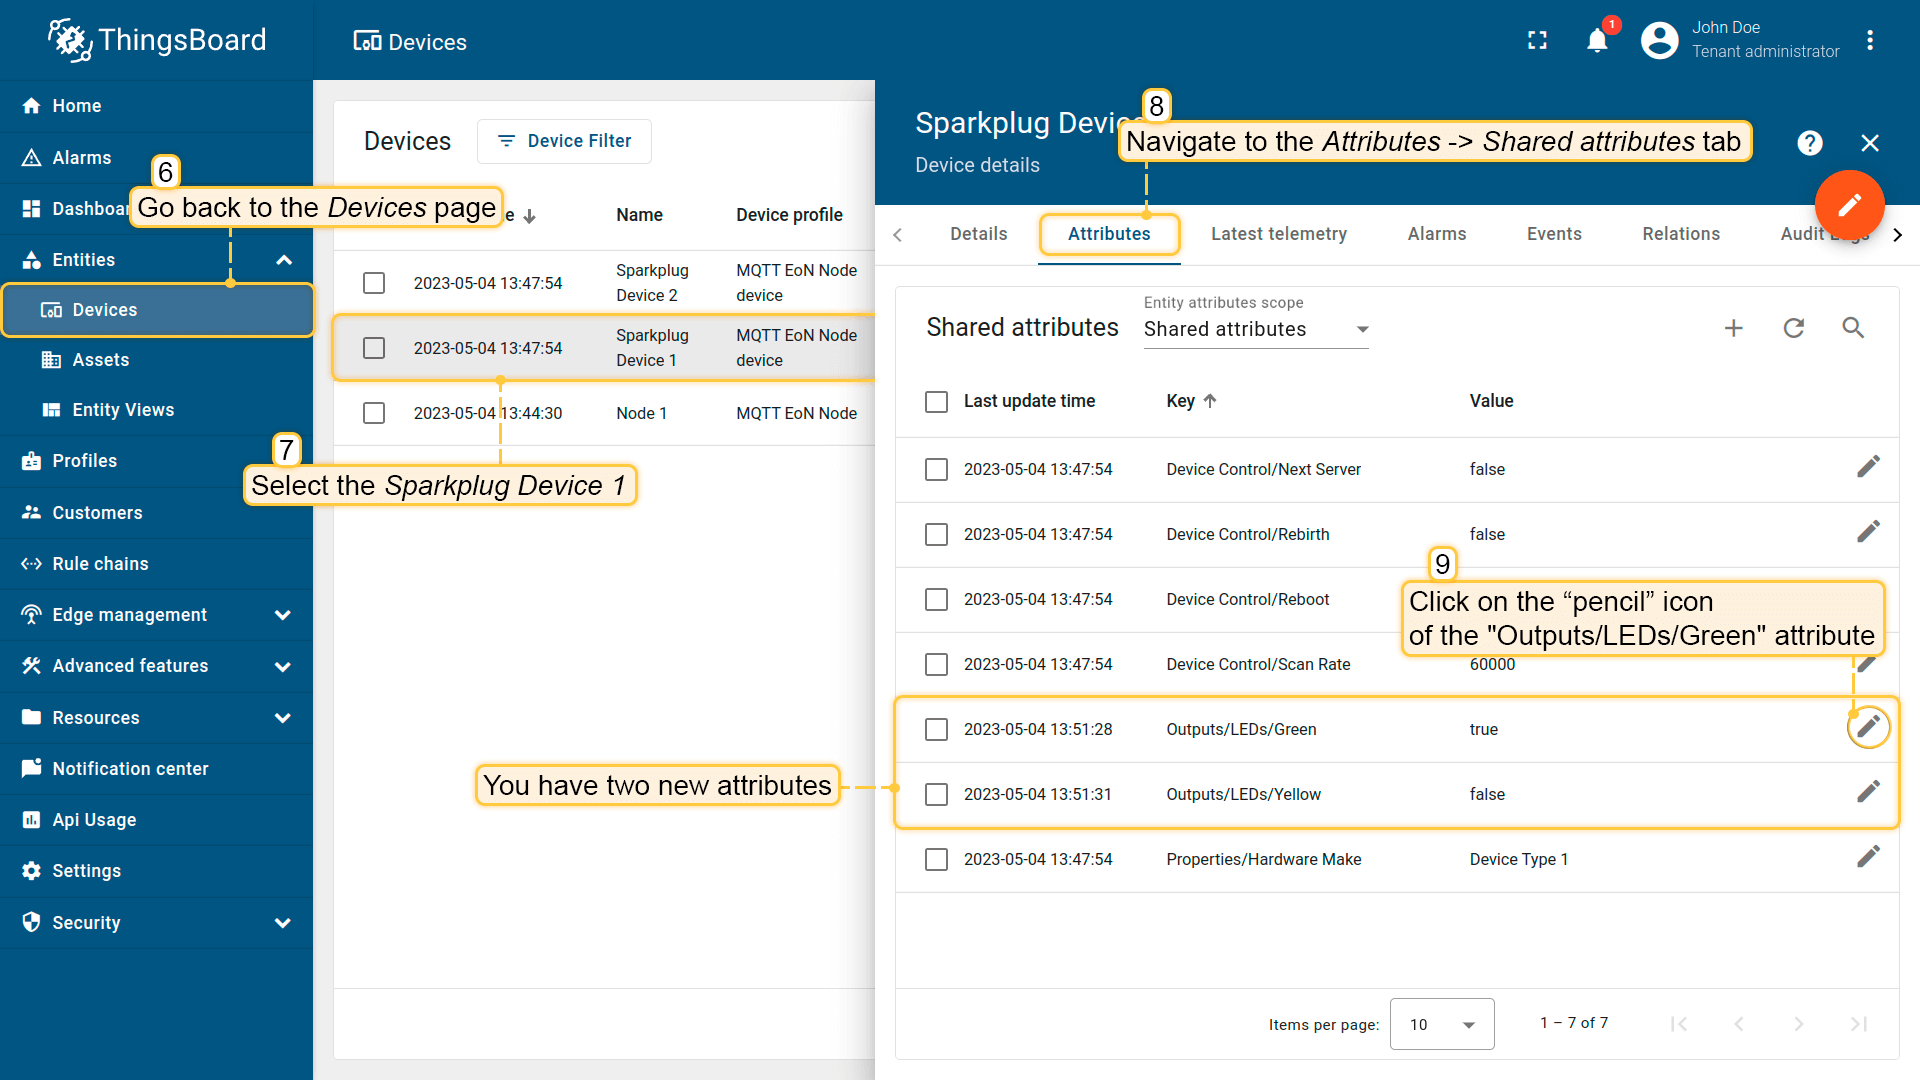 ThingsBoard
Devices
1
John Doe
Tenant administrator
Home
Alarms
6
Go back to the Devices page
Entities
Devices
Assets
Entity Views
Profiles
Customers
Rule chains
Edge management
Advanced features
Resources
Notification center
Api Usage
Settings
Security
Devices
Device Filter
Name
Device profile
2023-05-04 13:47:54
Sparkplug
Device 2
MQTT EoN Node
device
2023-05-04 13:47:54
Sparkplug
Device 1
MQTT EoN Node
device
2023-05-04 13:44:30
Node 1
MQTT EoN Node
7
Select the Sparkplug Device 1
Sparkplug
Device details
8
Navigate to the Attributes -> Shared attributes tab
?
Details
Attributes
Latest telemetry
Alarms
Events
Relations
Audit
Shared attributes
Entity attributes scope
Shared attributes
Last update time
Key
Value
2023-05-04 13:47:54
Device Control/Next Server
false
2023-05-04 13:47:54
Device Control/Rebirth
false
2023-05-04 13:47:54
Device Control/Reboot
9
Click on the “pencil” icon
of the "Outputs/LEDs/Green" attribute
2023-05-04 13:47:54
Device Control/Scan Rate
60000
2023-05-04 13:51:28
Outputs/LEDs/Green
true
You have two new attributes
2023-05-04 13:51:31
Outputs/LEDs/Yellow
false
2023-05-04 13:47:54
Properties/Hardware Make
Device Type 1
Items per page:
10
1 – 7 of 7